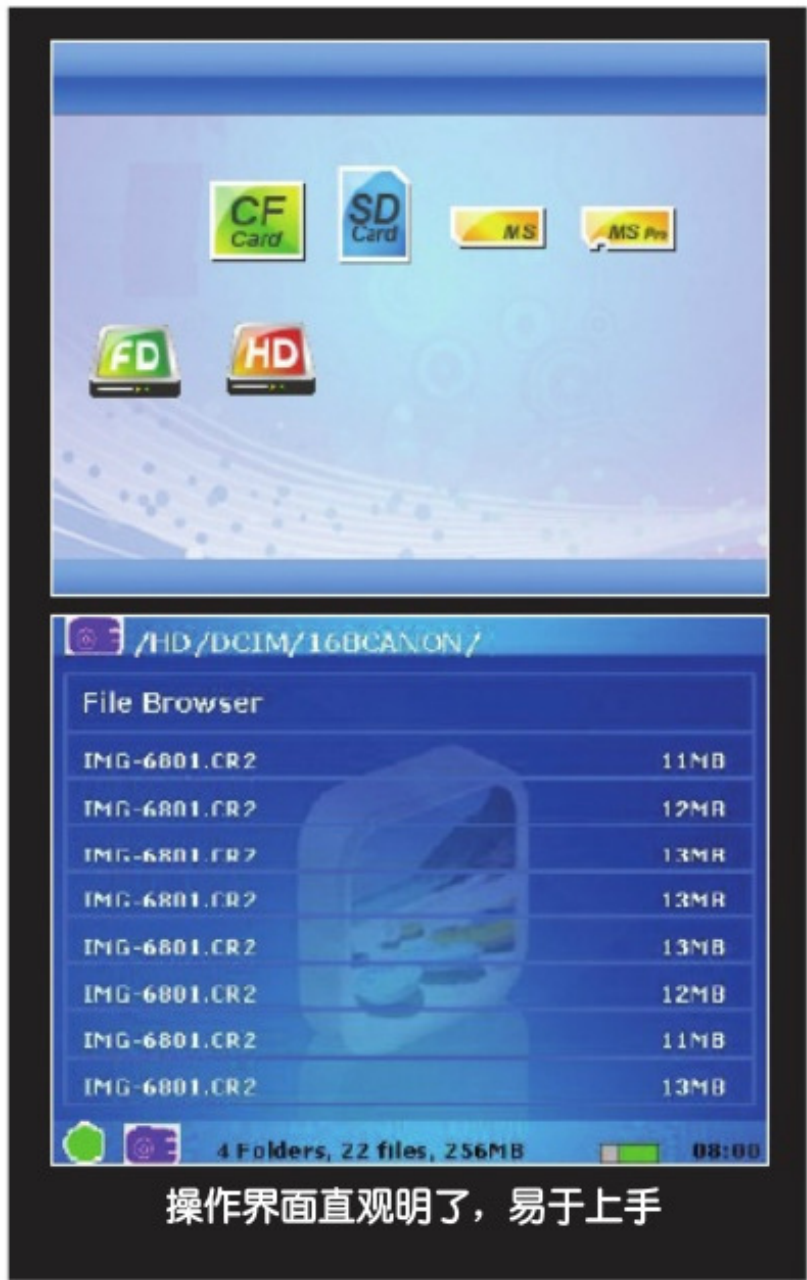 CF
Card
SD
Card
MS
MS Pro
FD
HD
/HD/DCIM/168CANON/
File Browser
IMG-6801.CR2 11MB
IMG-6801.CR2 12MB
IMG-6801.CR2 13MB
IMG-6801.CR2 13MB
IMG-6801.CR2 13MB
IMG-6801.CR2 12MB
IMG-6801.CR2 11MB
IMG-6801.CR2 13MB
4 Folders, 22 files, 256MB 08:00
操作界面直观明了，易于上手